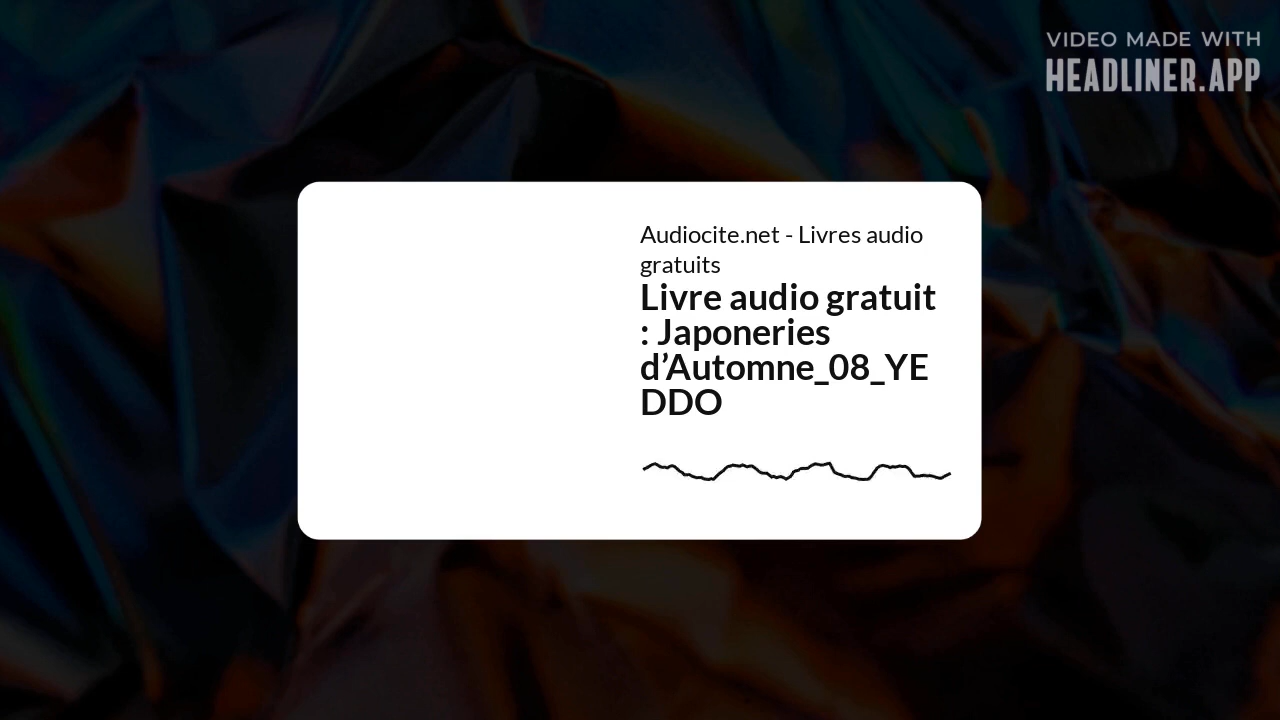 VIDEO MADE WITH
HEADLINER.APP
Audiocite.net - Livres audio
gratuits
Livre audio gratuit
: Japoneries
d’Automne_08_YE
DDO